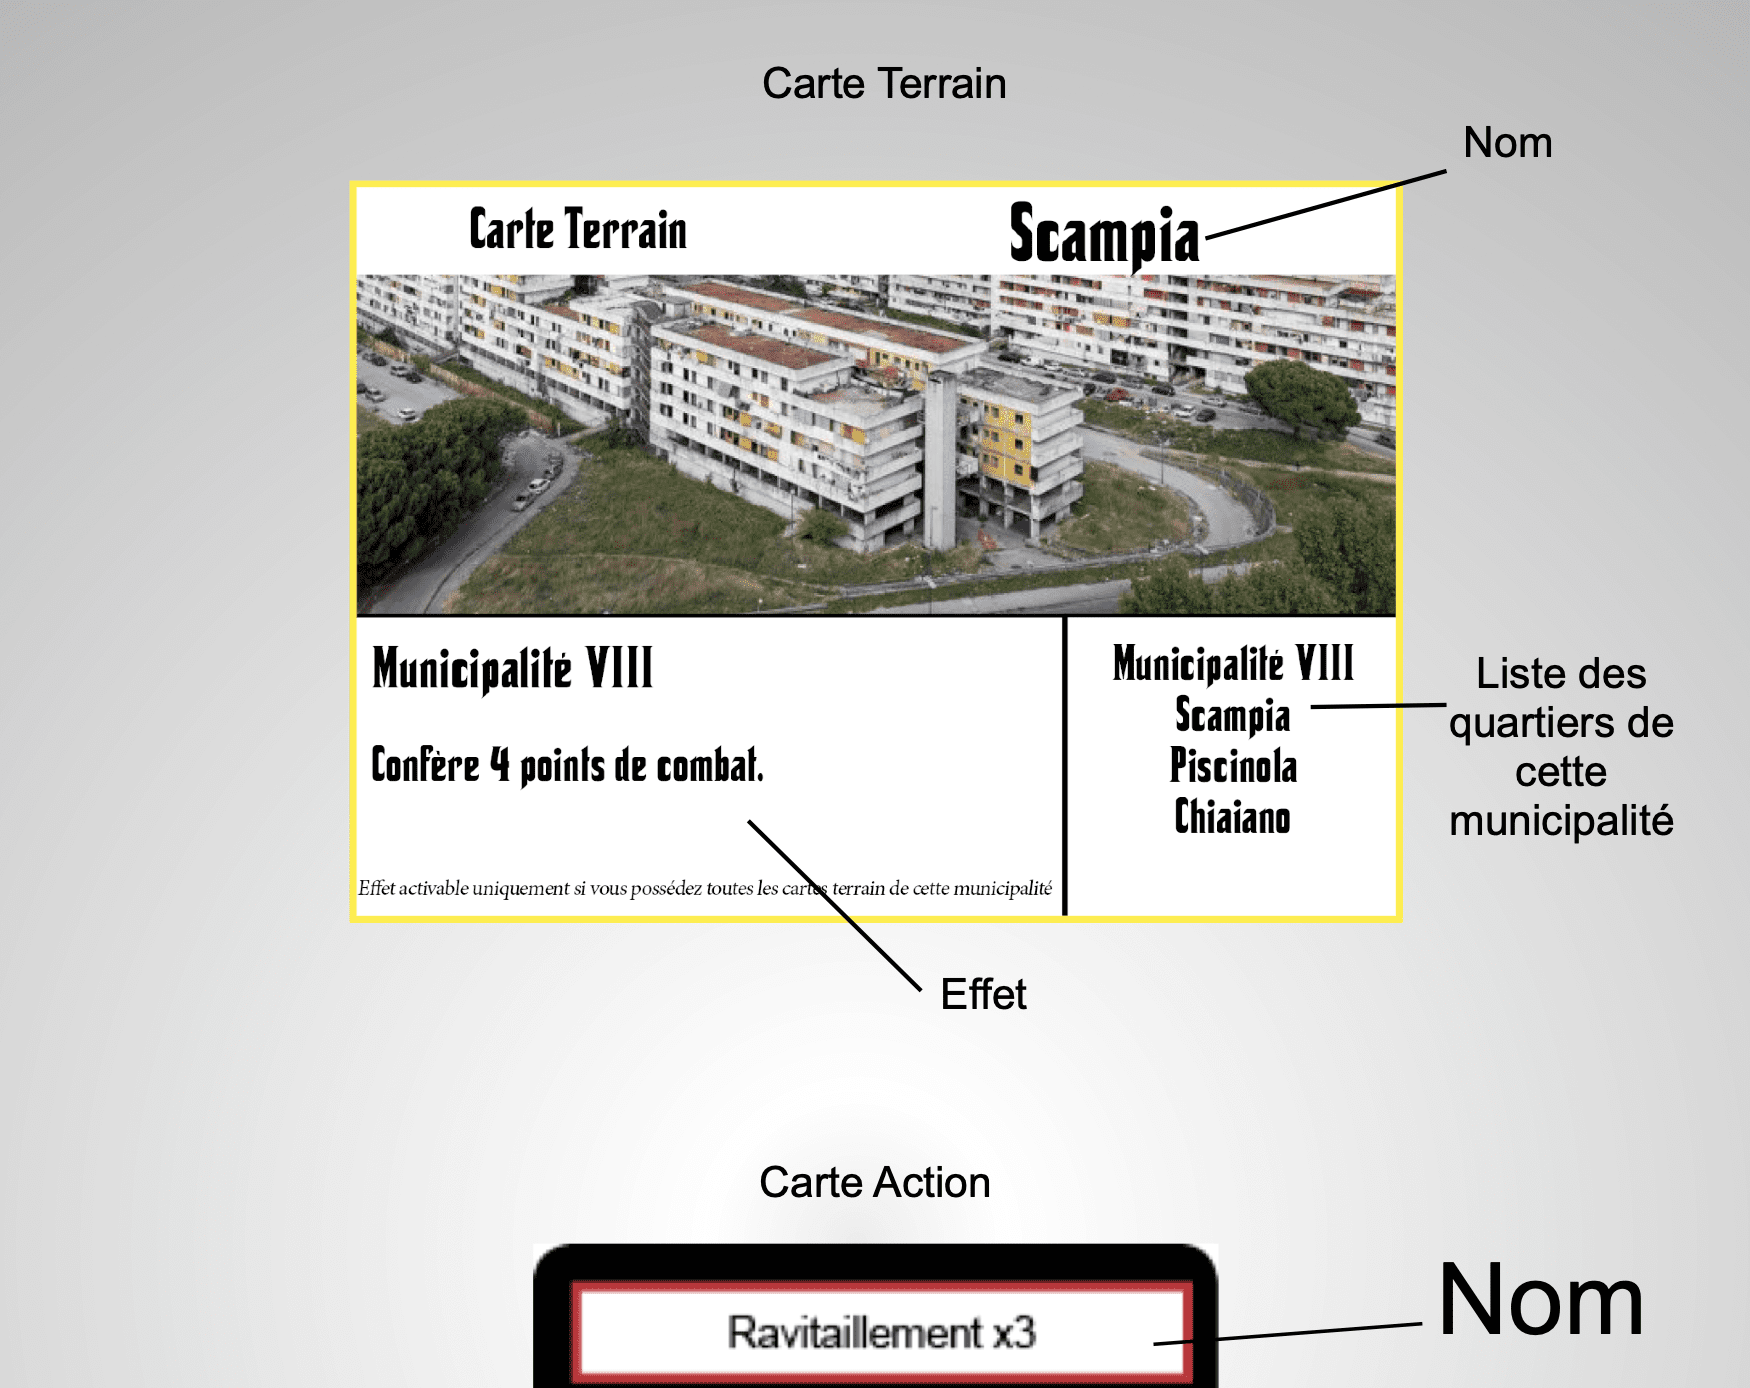 Carte Terrain
Nom
Carte Terrain
Scampia
Municipalité VIII
Confère 4 points de combat.
Effet activable uniquement si vous possédez toutes les cartes terrain de cette municipalité
Municipalité VIII
Scampia
Piscinola
Chiaiano
Liste des
quartiers de
cette
municipalité
Effet
Carte Action
Ravitaillement x3
Nom